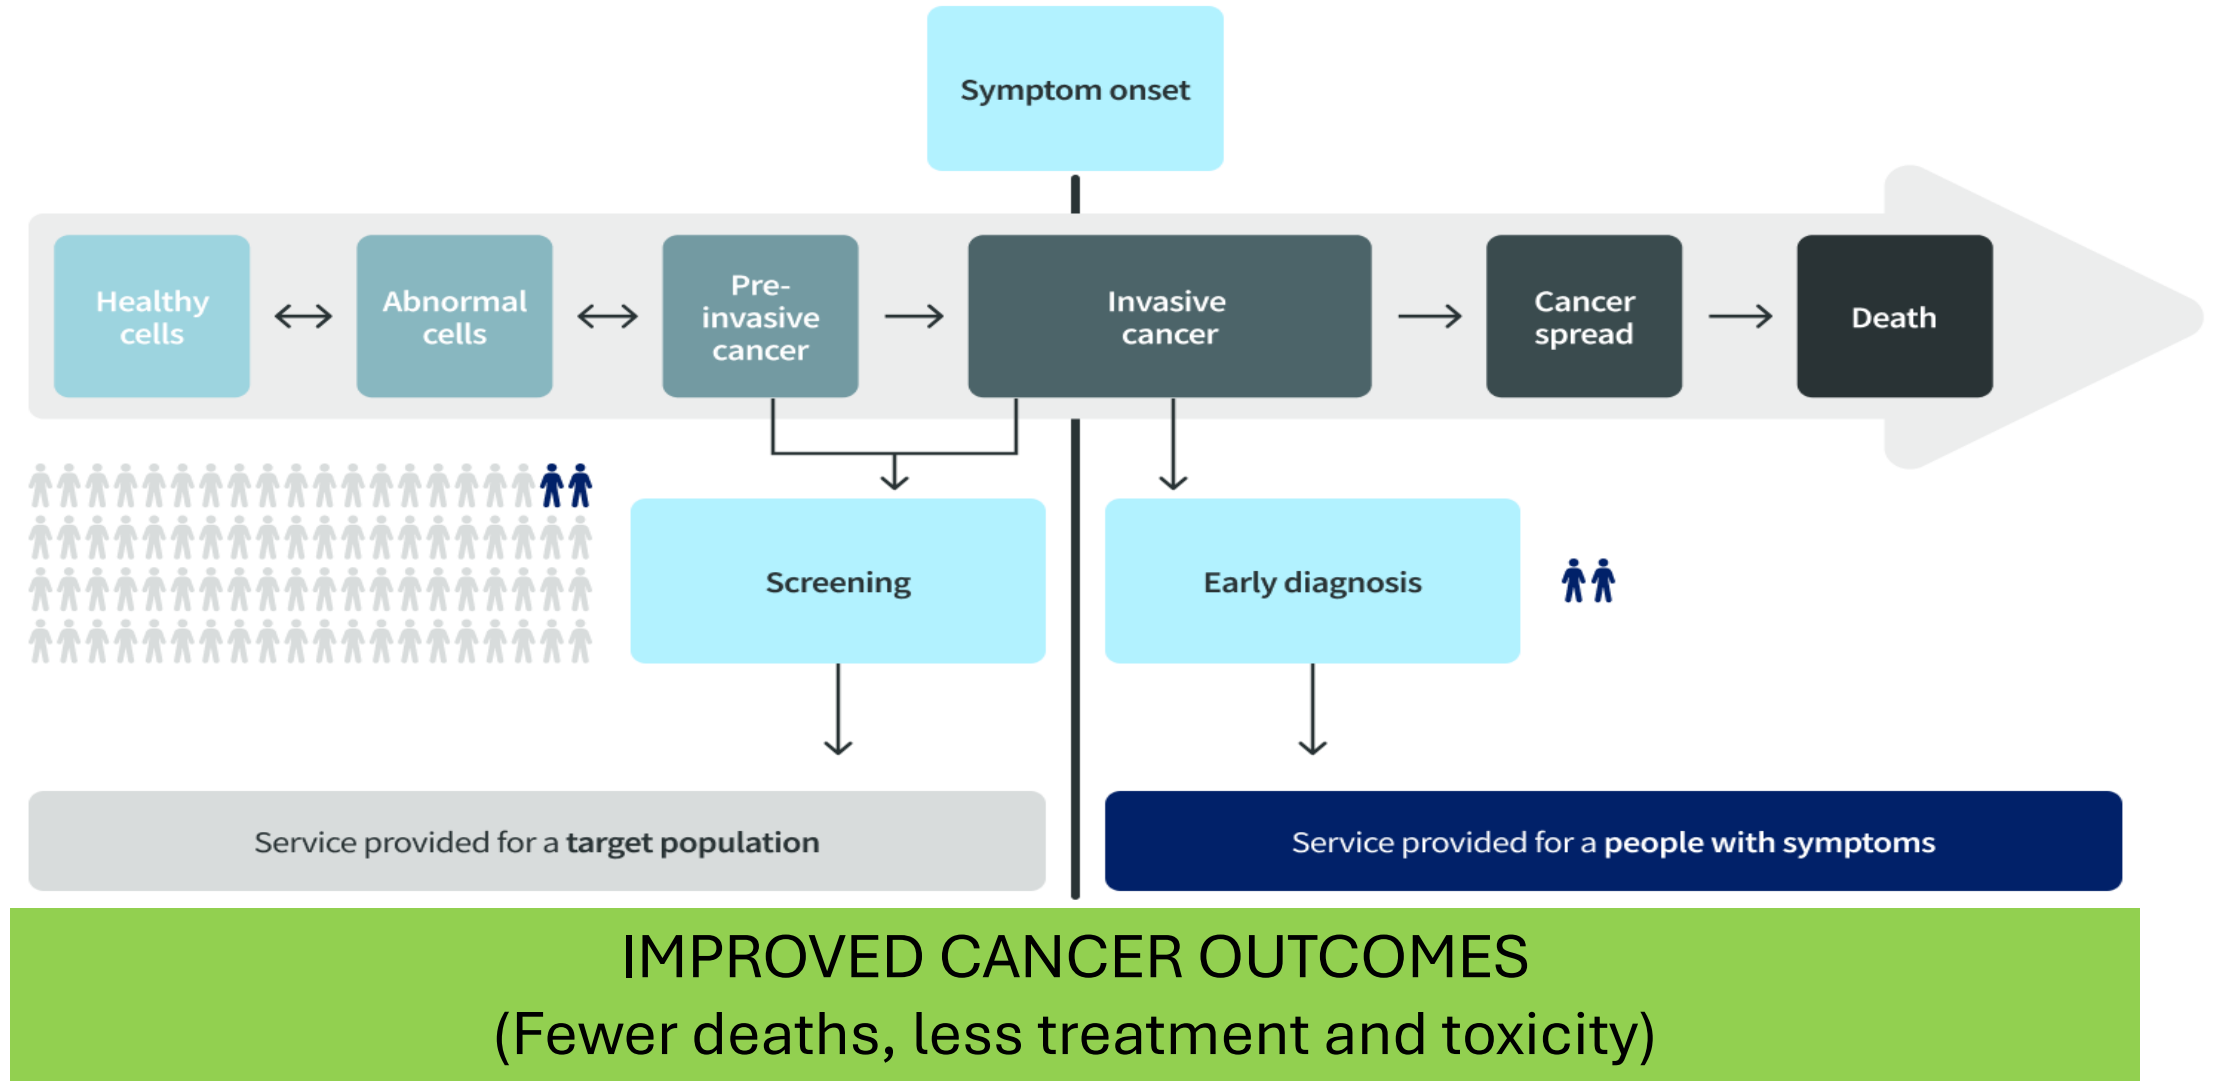 Symptom onset
Healthy
cells
Abnormal
cells
Pre-
invasive
cancer
Invasive
cancer
Cancer
spread
Death
Screening
Early diagnosis
Service provided for a target population
Service provided for a people with symptoms
IMPROVED CANCER OUTCOMES
(Fewer deaths, less treatment and toxicity)